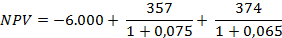 NPV = −6.000 + 357 / (1 + 0,075) + 374 / (1 + 0,065)